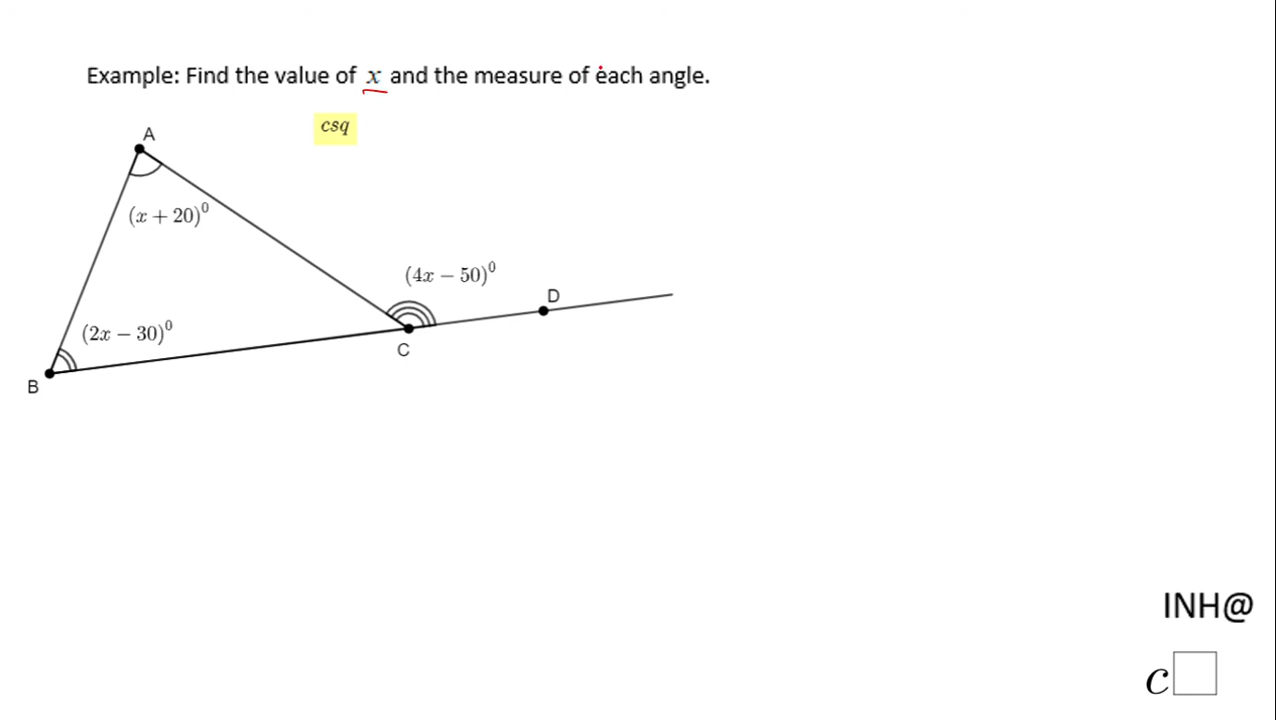 Example: Find the value of x and the measure of each angle.
csq
A
(x + 20)⁰
(4x − 50)⁰
D
(2x − 30)⁰
C
B
INH@
c